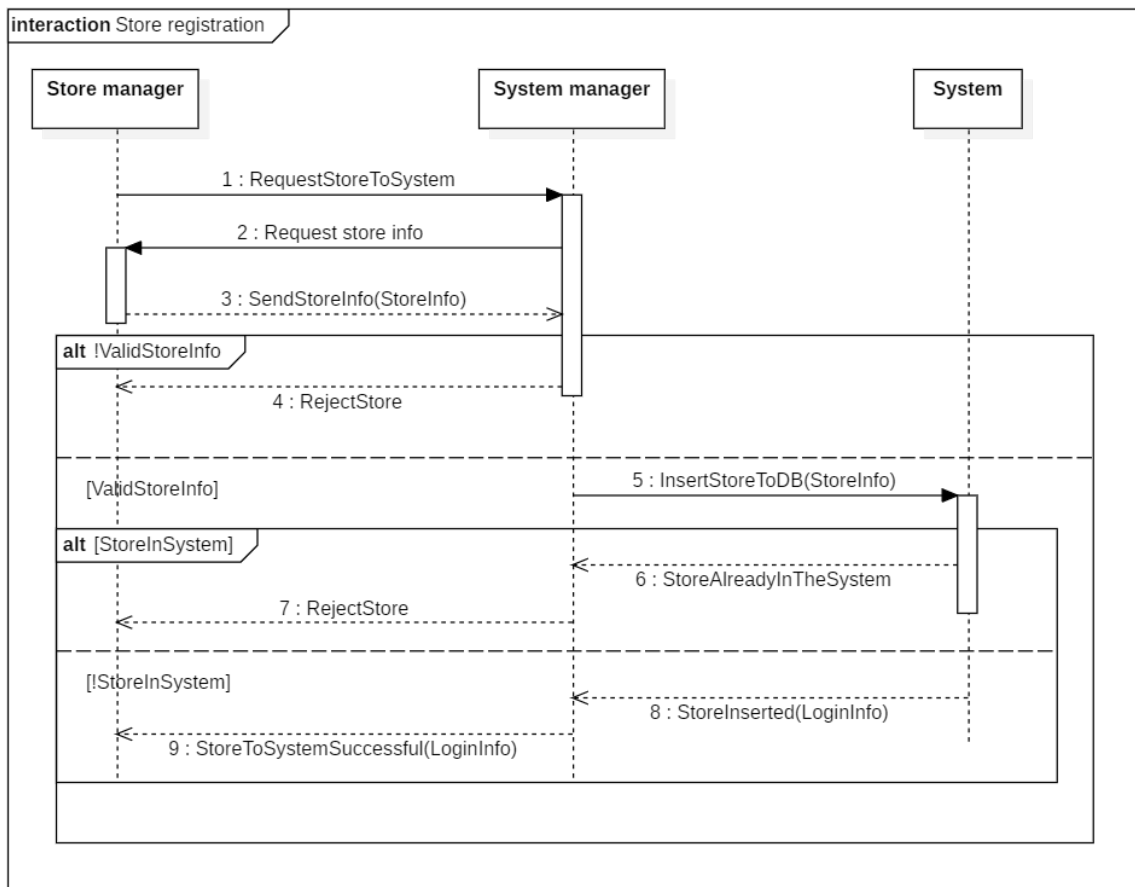 interaction Store registration
Store manager
System manager
System
1 : RequestStoreToSystem
2 : Request store info
3 : SendStoreInfo(StoreInfo)
alt !ValidStoreInfo
4 : RejectStore
[ValidStoreInfo]
5 : InsertStoreToDB(StoreInfo)
alt [StoreInSystem]
6 : StoreAlreadyInTheSystem
7 : RejectStore
[!StoreInSystem]
8 : StoreInserted(LoginInfo)
9 : StoreToSystemSuccessful(LoginInfo)